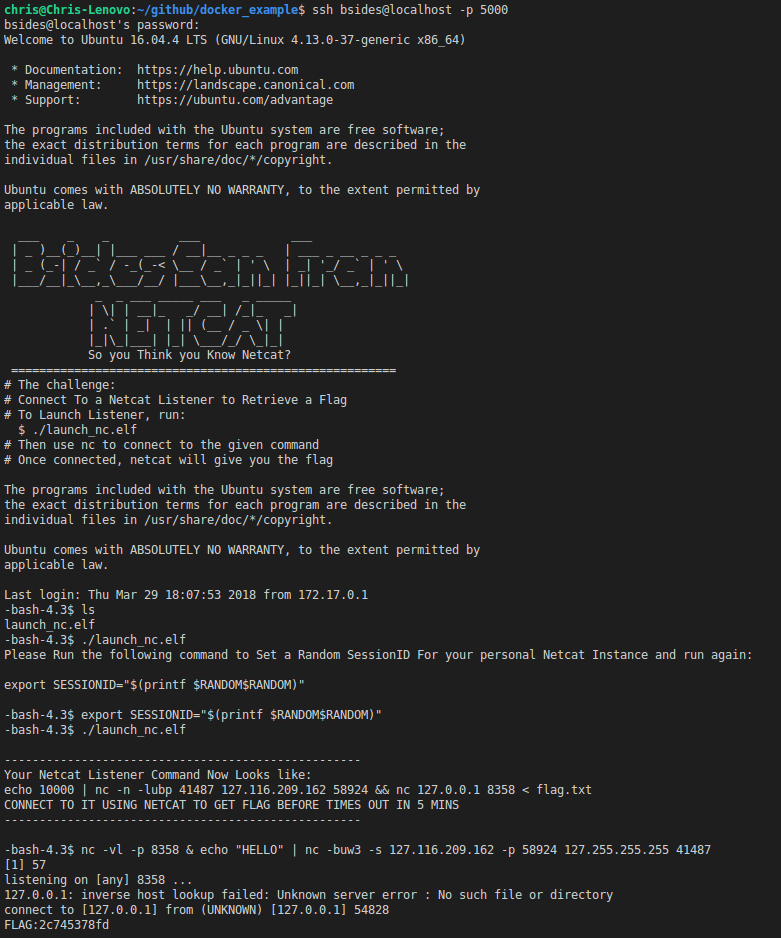 chris@Chris-Lenovo:~/github/docker_example$ ssh bsides@localhost -p 5000
bsides@localhost's password:
Welcome to Ubuntu 16.04.4 LTS (GNU/Linux 4.13.0-37-generic x86_64)
* Documentation:  https://help.ubuntu.com
* Management:     https://landscape.canonical.com
* Support:        https://ubuntu.com/advantage
The programs included with the Ubuntu system are free software;
the exact distribution terms for each program are described in the
individual files in /usr/share/doc/*/copyright.
Ubuntu comes with ABSOLUTELY NO WARRANTY, to the extent permitted by
applicable law.
BSidesSanFran
NETCAT
So you Think you Know Netcat?
=======================================================
# The challenge:
# Connect To a Netcat Listener to Retrieve a Flag
# To Launch Listener, run:
$ ./launch_nc.elf
# Then use nc to connect to the given command
# Once connected, netcat will give you the flag
The programs included with the Ubuntu system are free software;
the exact distribution terms for each program are described in the
individual files in /usr/share/doc/*/copyright.
Ubuntu comes with ABSOLUTELY NO WARRANTY, to the extent permitted by
applicable law.
Last login: Thu Mar 29 18:07:53 2018 from 172.17.0.1
-bash-4.3$ ls
launch_nc.elf
-bash-4.3$ ./launch_nc.elf
Please Run the following command to Set a Random SessionID For your personal Netcat Instance and run again:
export SESSIONID="$(printf $RANDOM$RANDOM)"
-bash-4.3$ export SESSIONID="$(printf $RANDOM$RANDOM)"
-bash-4.3$ ./launch_nc.elf
---------------------------------------------------
Your Netcat Listener Command Now Looks like:
echo 10000 | nc -n -lubp 41487 127.116.209.162 58924 && nc 127.0.0.1 8358 < flag.txt
CONNECT TO IT USING NETCAT TO GET FLAG BEFORE TIMES OUT IN 5 MINS
---------------------------------------------------
-bash-4.3$ nc -vl -p 8358 & echo "HELLO" | nc -buw3 -s 127.116.209.162 -p 58924 127.255.255.255 41487
[1] 57
listening on [any] 8358 ...
127.0.0.1: inverse host lookup failed: Unknown server error : No such file or directory
connect to [127.0.0.1] from (UNKNOWN) [127.0.0.1] 54828
FLAG:2c745378fd